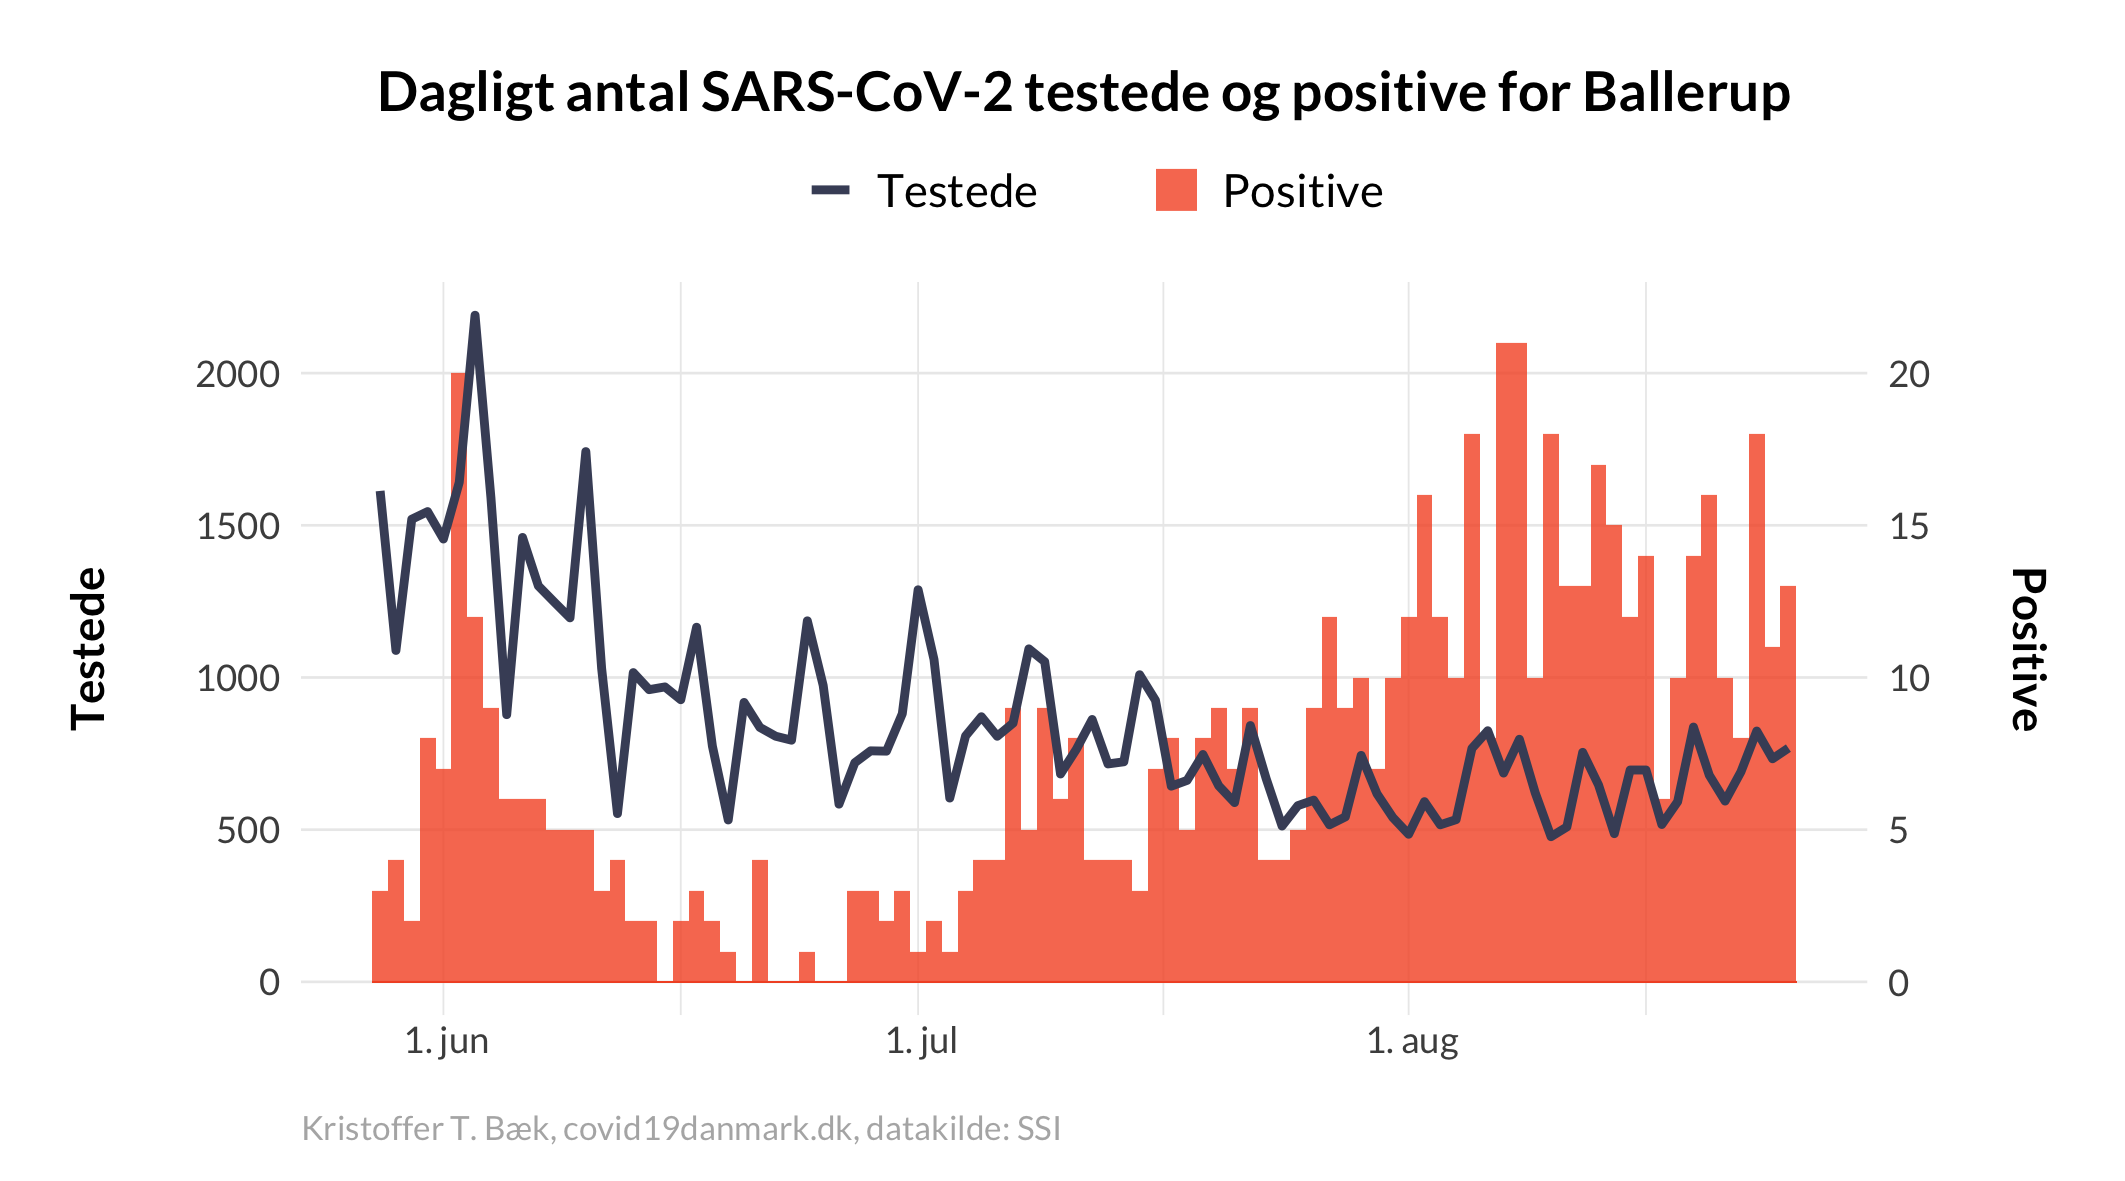 Dagligt antal SARS-CoV-2 testede og positive for Ballerup
Testede Positive
Testede
2000
1500
1000
500
0
20
15
10
5
0
Positive
1. jun 1. jul 1. aug
Kristoffer T. Bæk, covid19danmark.dk, datakilde: SSI